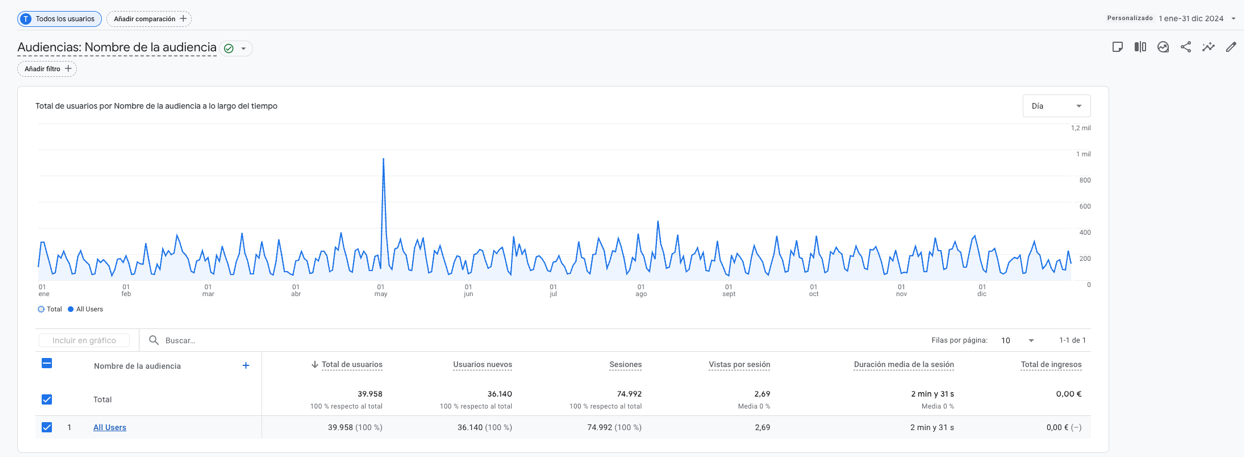 T Todos los usuarios Añadir comparación + Personalizado 1 ene-31 dic 2024
Audiencias: Nombre de la audiencia
Añadir filtro +
Total de usuarios por Nombre de la audiencia a lo largo del tiempo Día
1,2 mil
1 mil
800
600
400
200
0
01 01 01 01 01 01 01 01 01 01 01 01
ene feb mar abr may jun jul ago sept oct nov dic
Total All Users
Incluir en gráfico Buscar... Filas por página: 10 1-1 de 1
Nombre de la audiencia + ↓ Total de usuarios Usuarios nuevos Sesiones Vistas por sesión Duración media de la sesión Total de ingresos
Total 39.958 36.140 74.992 2,69 2 min y 31 s 0,00 €
100 % respecto al total 100 % respecto al total 100 % respecto al total Media 0 % Media 0 %
1 All Users 39.958 (100 %) 36.140 (100 %) 74.992 (100 %) 2,69 2 min y 31 s 0,00 € (–)